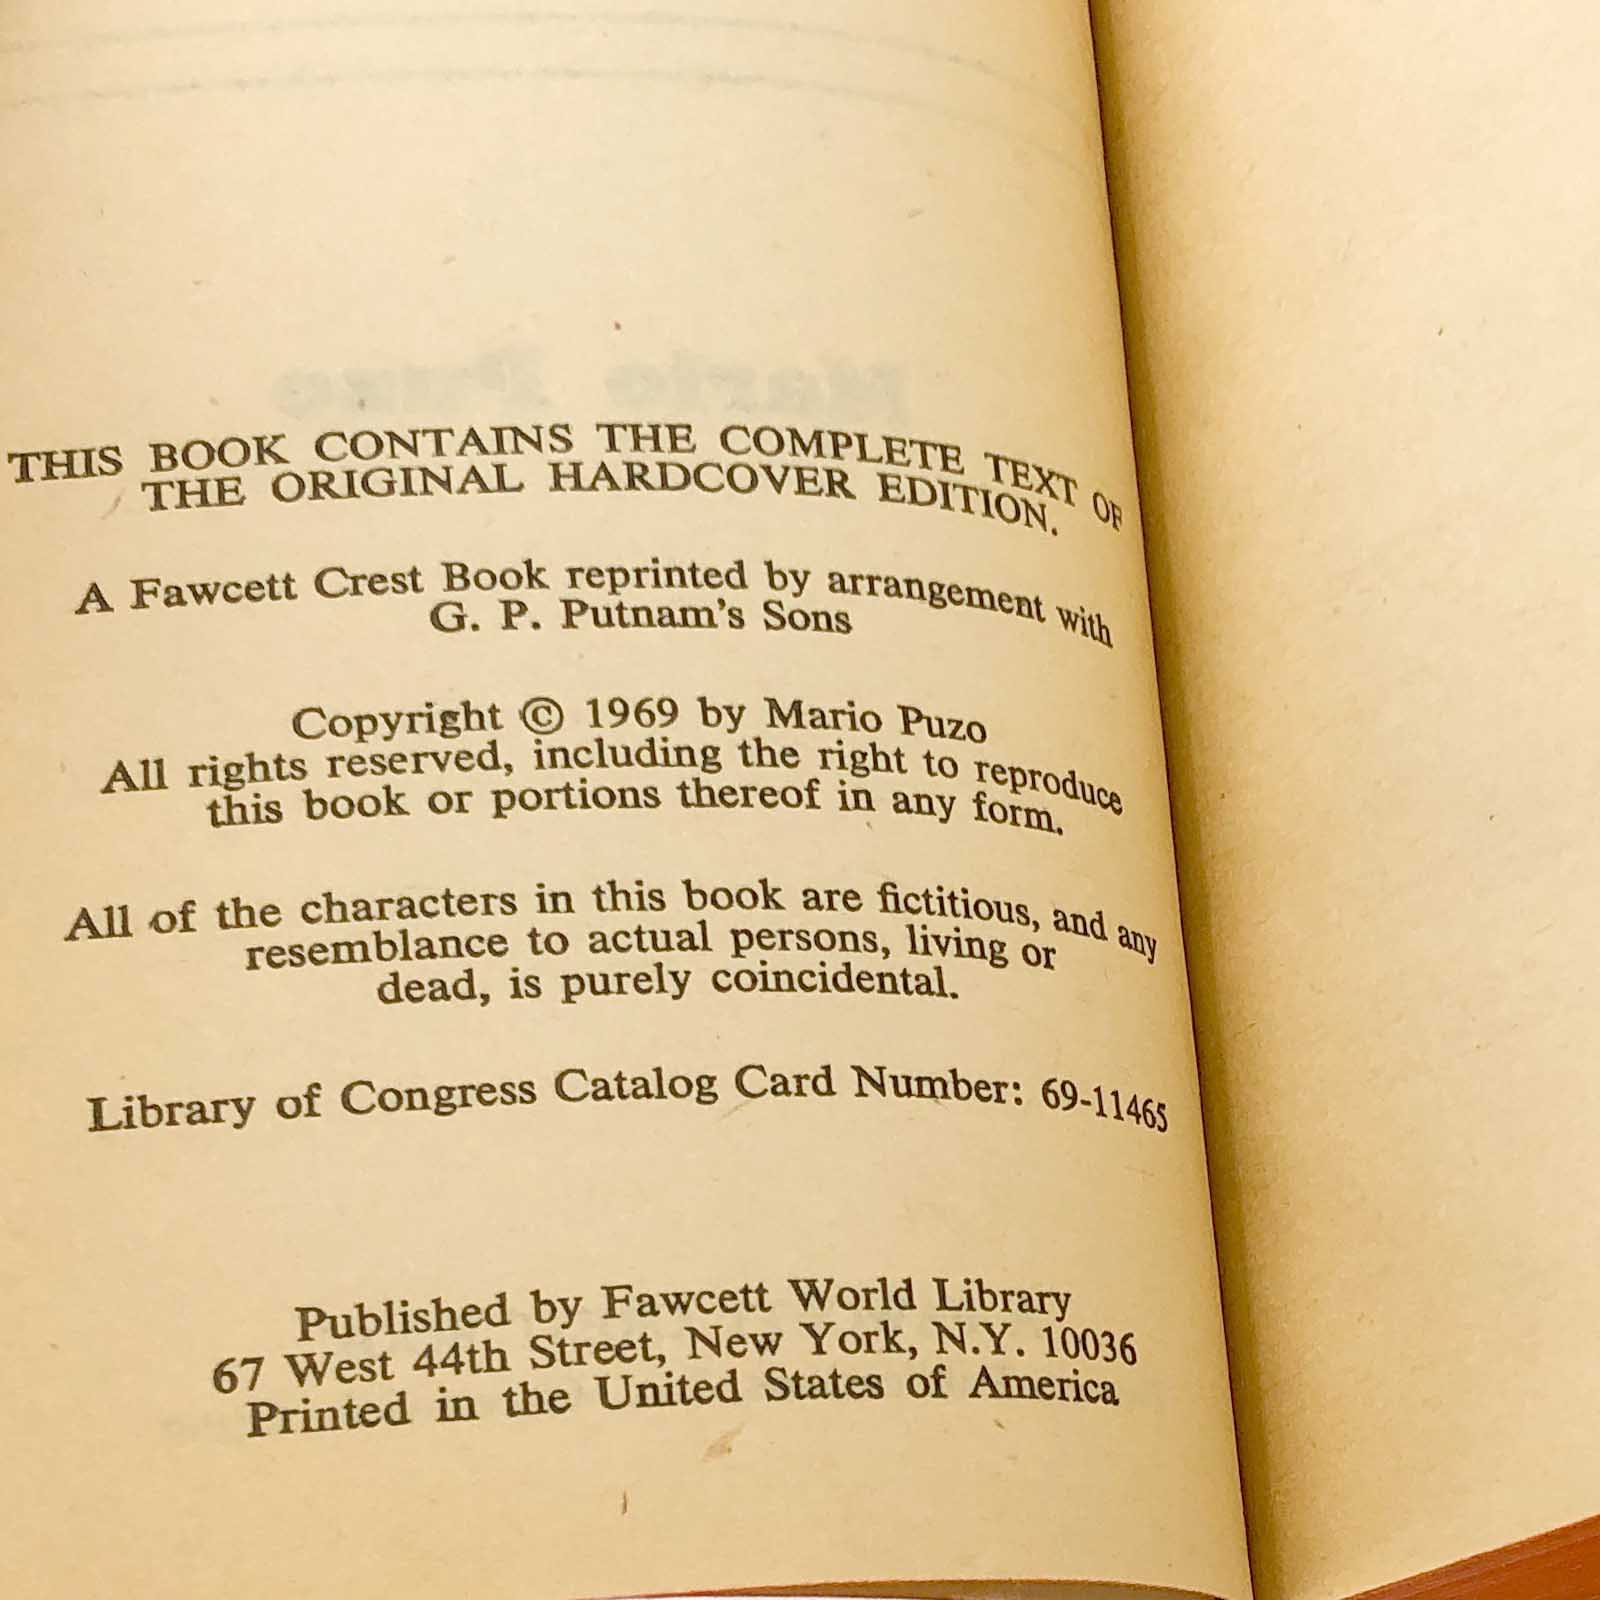 THIS BOOK CONTAINS THE COMPLETE TEXT OF
THE ORIGINAL HARDCOVER EDITION.
A Fawcett Crest Book reprinted by arrangement with
G. P. Putnam's Sons
Copyright © 1969 by Mario Puzo
All rights reserved, including the right to reproduce
this book or portions thereof in any form.
All of the characters in this book are fictitious, and any
resemblance to actual persons, living or
dead, is purely coincidental.
Library of Congress Catalog Card Number: 69-11465
Published by Fawcett World Library
67 West 44th Street, New York, N.Y. 10036
Printed in the United States of America